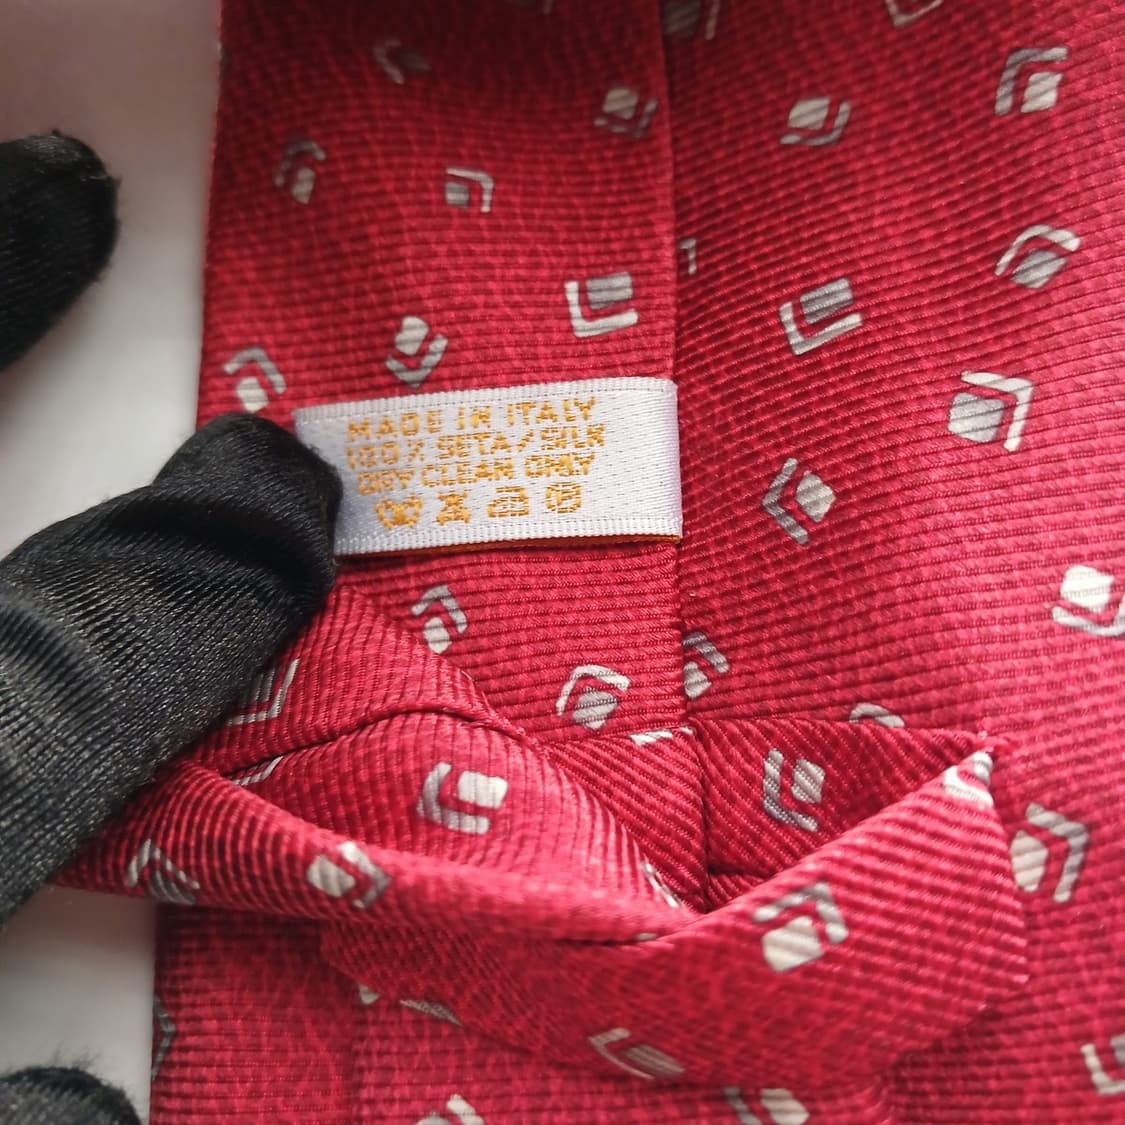 MADE IN ITALY
100% SETA/SILK
DRY CLEAN ONLY
P